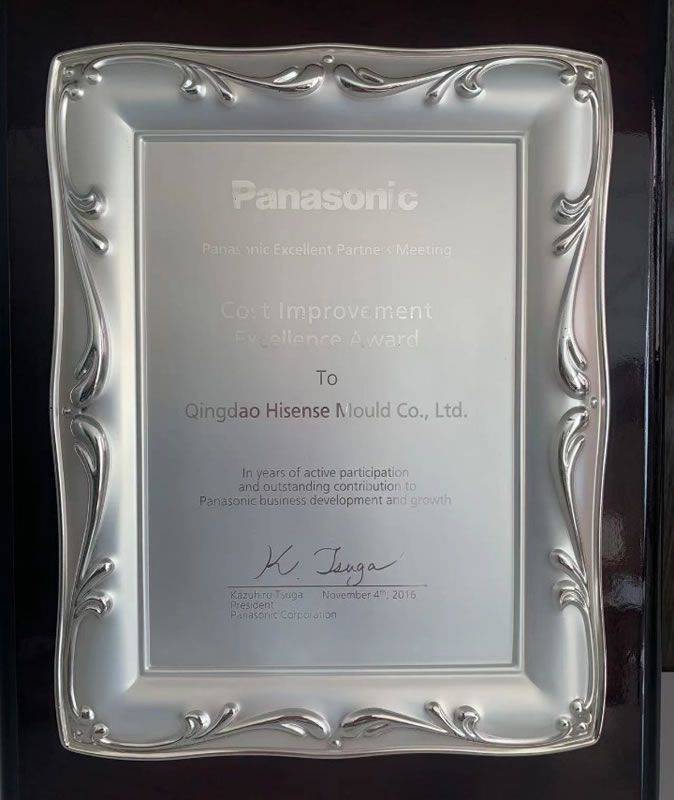 Panasonic
Panasonic Excellent Partners Meeting
Cost Improvement
Excellence Award
To
Qingdao Hisense Mould Co., Ltd.
In years of active participation
and outstanding contribution to
Panasonic business development and growth
K. Tsuga
Kazuhiro Tsuga November 4th, 2016
President
Panasonic Corporation